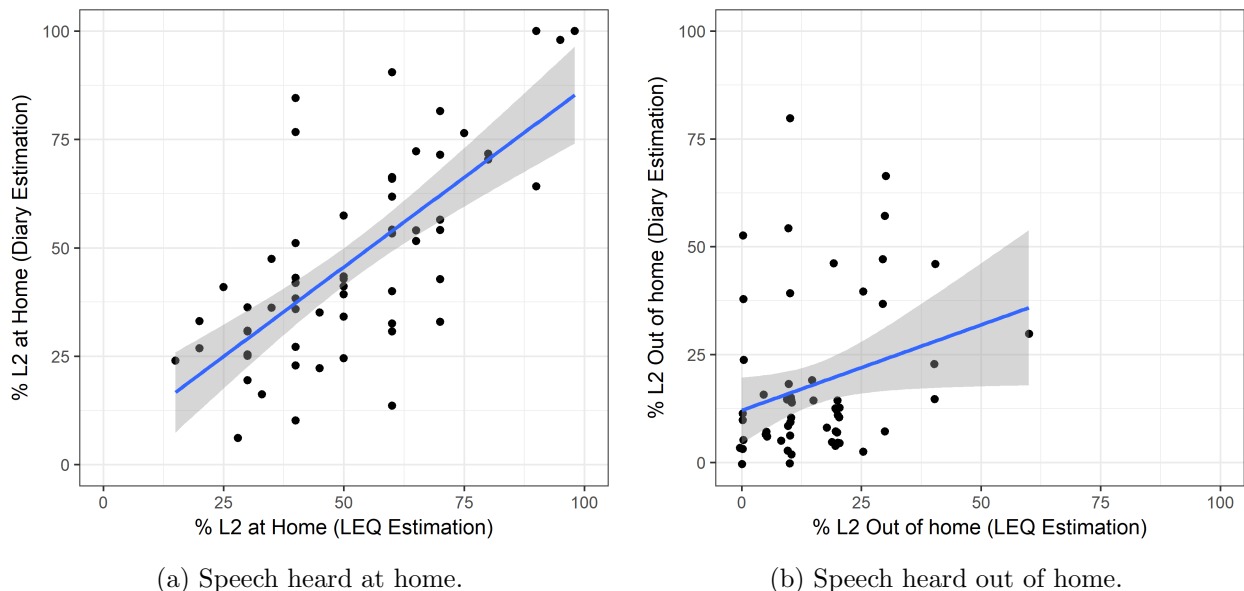 100
75
50
25
0
% L2 at Home (Diary Estimation)
0 25 50 75 100
% L2 at Home (LEQ Estimation)
(a) Speech heard at home.
100
75
50
25
0
% L2 Out of home (Diary Estimation)
0 25 50 75 100
% L2 Out of home (LEQ Estimation)
(b) Speech heard out of home.